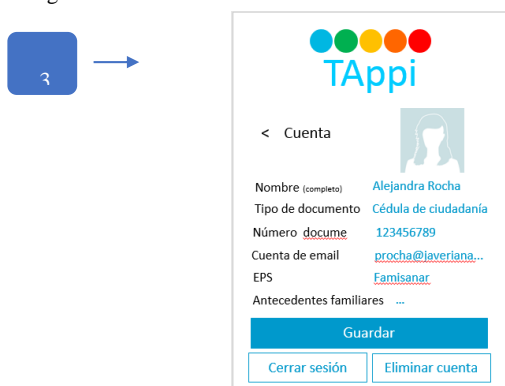 3
TAppi
< Cuenta
Nombre (completo) Alejandra Rocha
Tipo de documento Cédula de ciudadanía
Número docume 123456789
Cuenta de email procha@javeriana...
EPS Famisanar
Antecedentes familiares ...
Guardar
Cerrar sesión Eliminar cuenta